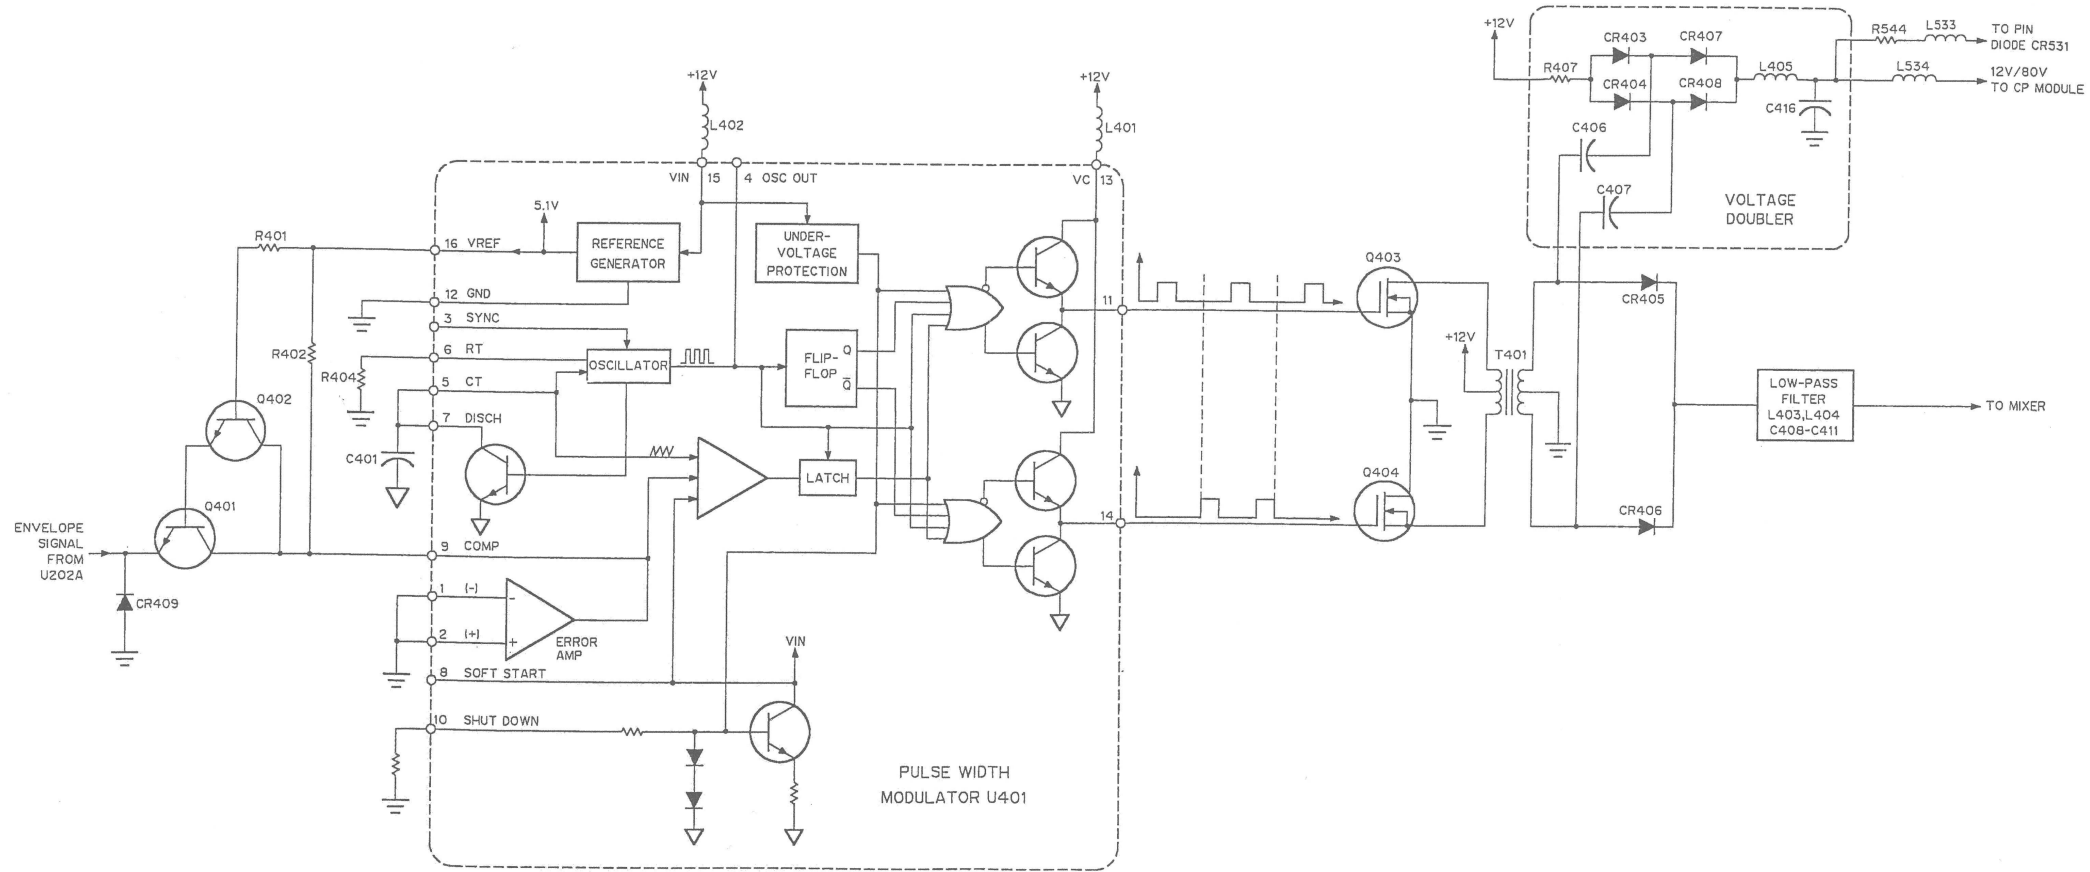 +12V
L402
+12V
L401
+12V
R407
CR403
CR407
CR404
CR408
L405
C416
R544
L533
TO PIN
DIODE CR531
L534
12V/80V
TO CP MODULE
C406
C407
VOLTAGE
DOUBLER
VIN
15
4 OSC OUT
VC
13
5.1V
R401
16 VREF
REFERENCE
GENERATOR
UNDER-
VOLTAGE
PROTECTION
12 GND
3 SYNC
R402
6 RT
R404
OSCILLATOR
FLIP-
FLOP
Q
Q̅
5 CT
7 DISCH
C401
LATCH
11
14
Q403
Q404
+12V
T401
CR405
CR406
LOW-PASS
FILTER
L403,L404
C408-C411
TO MIXER
Q402
Q401
ENVELOPE
SIGNAL
FROM
U202A
CR409
9 COMP
1 (-)
-
2 (+)
+
ERROR
AMP
8 SOFT START
VIN
10 SHUT DOWN
PULSE WIDTH
MODULATOR U401